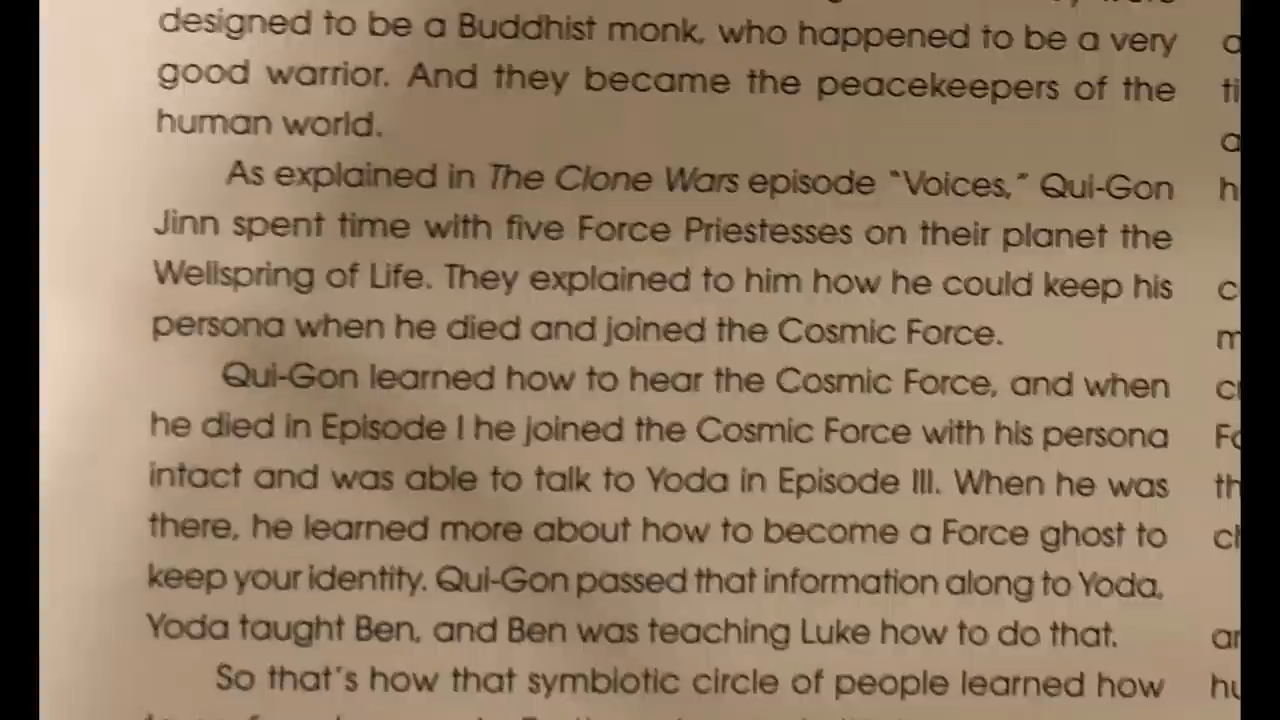 designed to be a Buddhist monk, who happened to be a very
good warrior. And they became the peacekeepers of the
human world.
As explained in The Clone Wars episode “Voices,” Qui-Gon
Jinn spent time with five Force Priestesses on their planet the
Wellspring of Life. They explained to him how he could keep his
persona when he died and joined the Cosmic Force.
Qui-Gon learned how to hear the Cosmic Force, and when
he died in Episode I he joined the Cosmic Force with his persona
intact and was able to talk to Yoda in Episode III. When he was
there, he learned more about how to become a Force ghost to
keep your identity. Qui-Gon passed that information along to Yoda,
Yoda taught Ben, and Ben was teaching Luke how to do that.
So that's how that symbiotic circle of people learned how